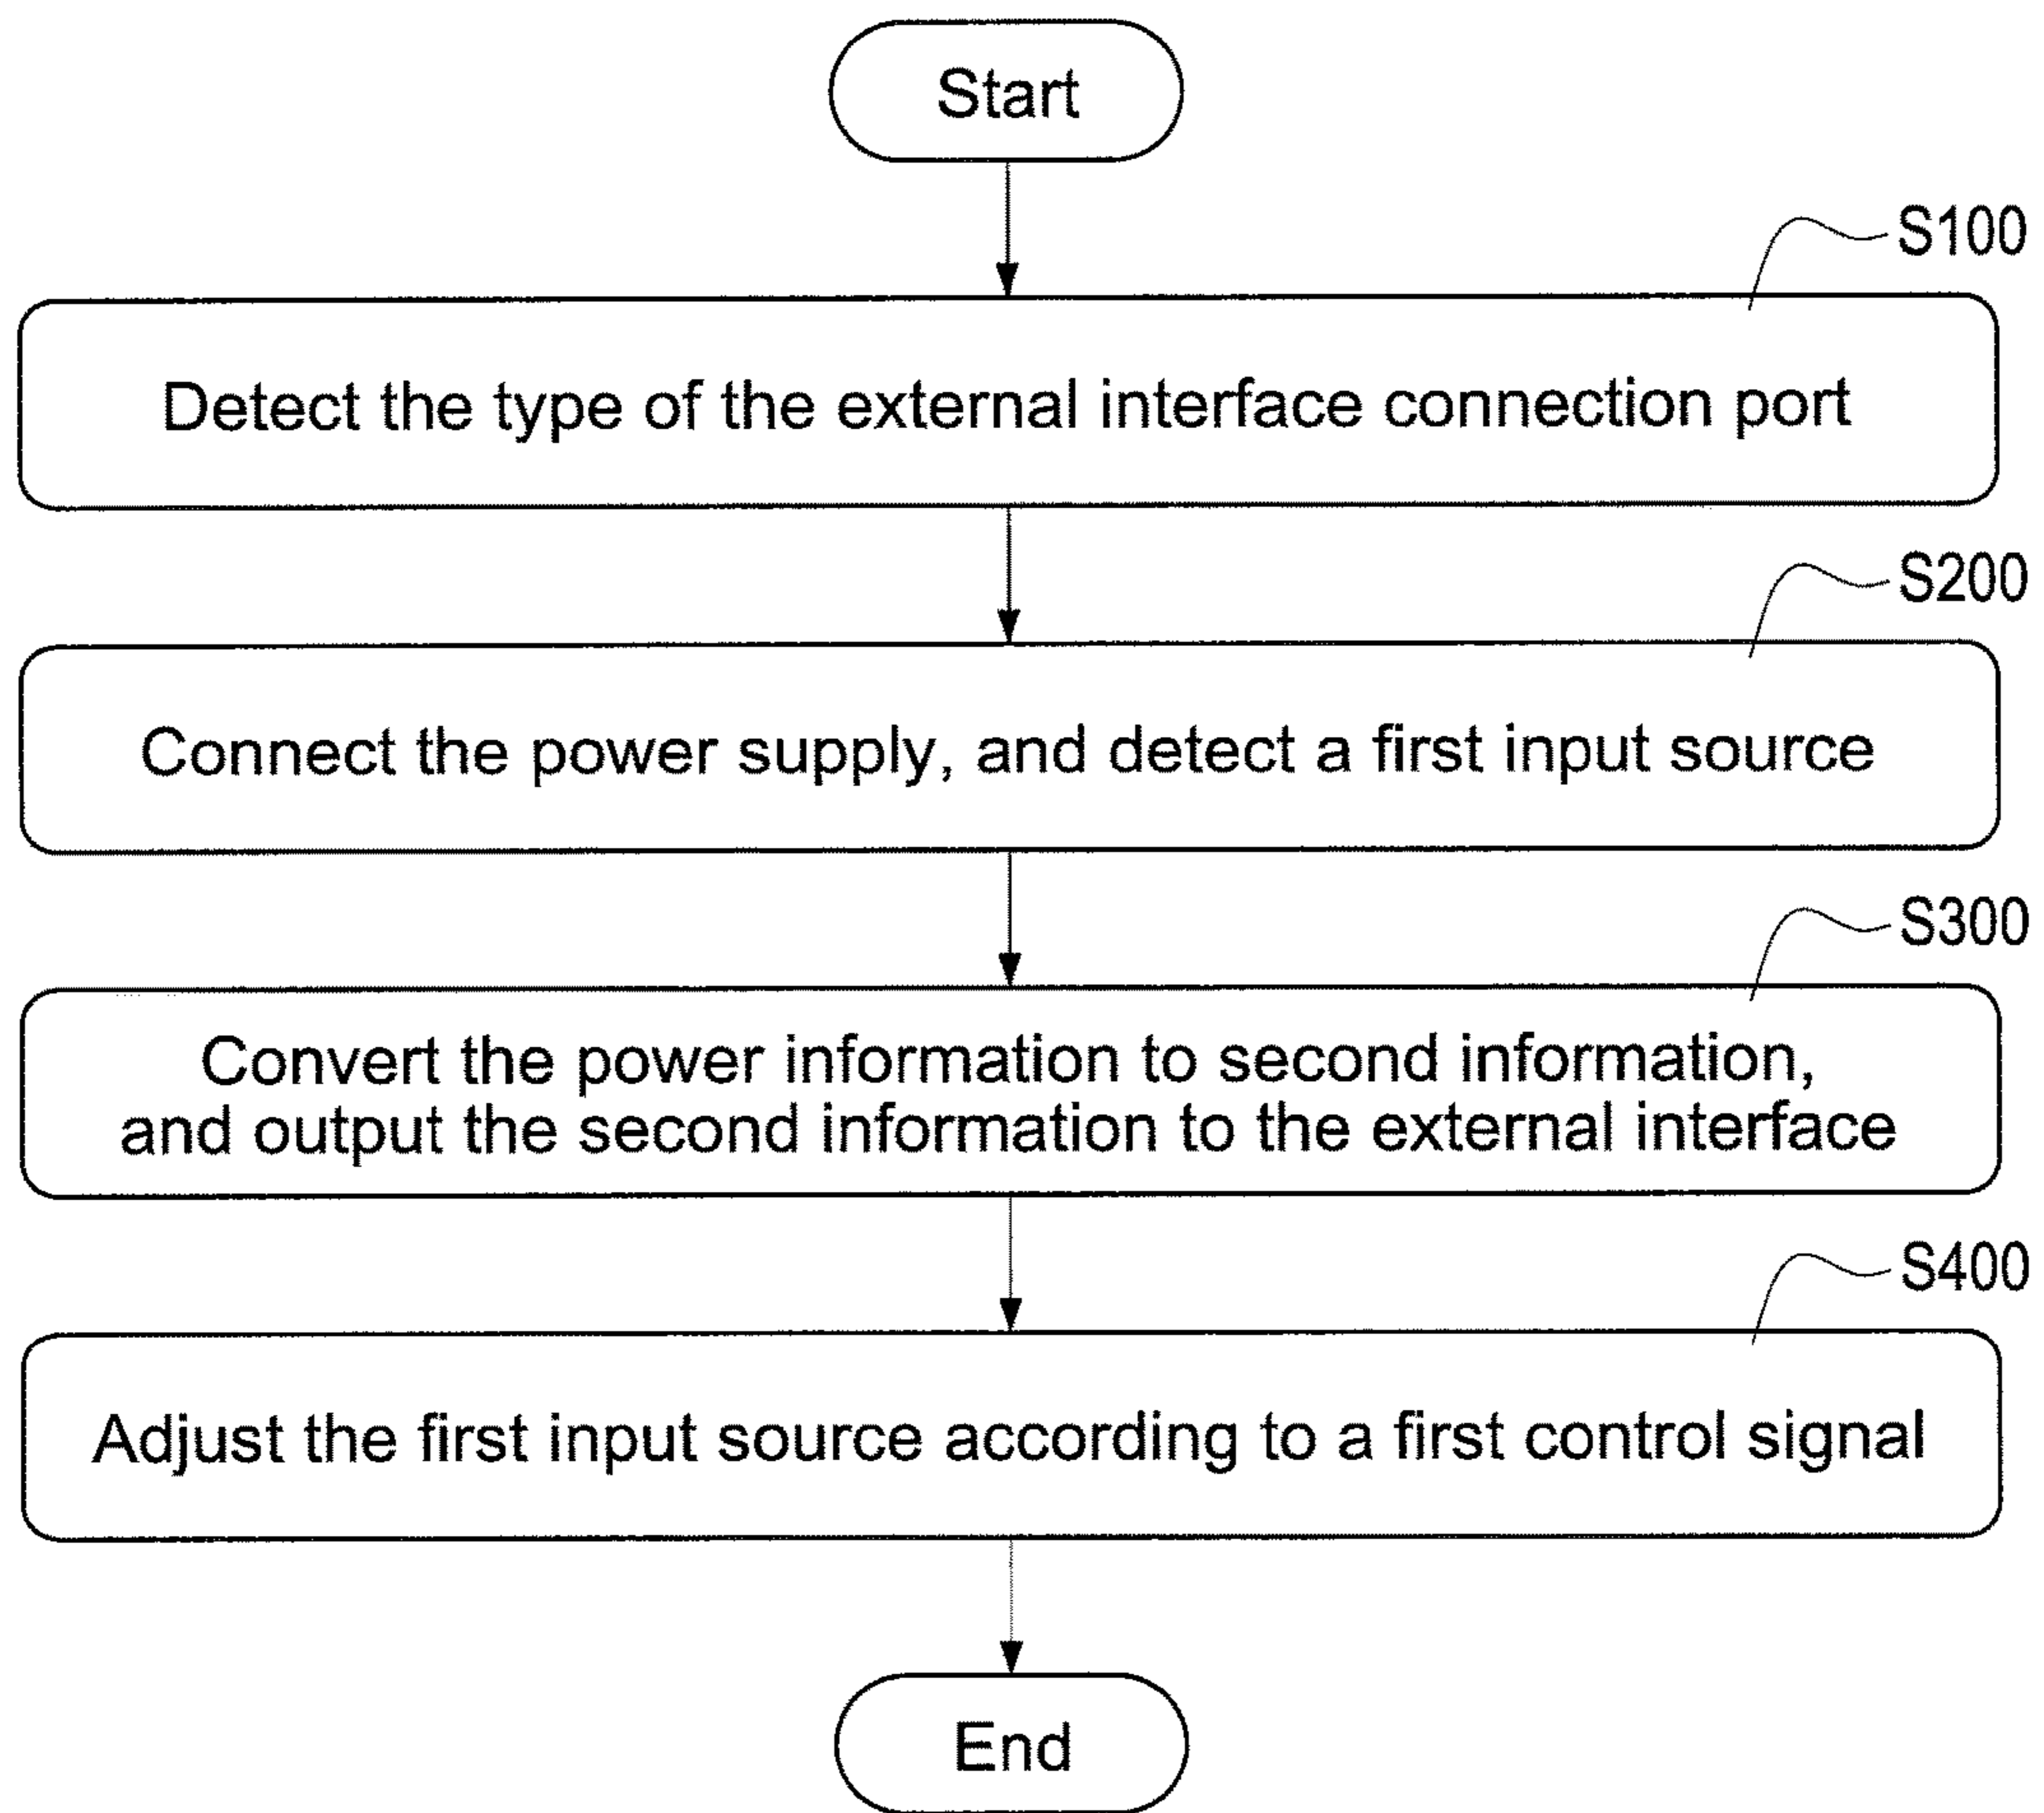 Start
S100
Detect the type of the external interface connection port
S200
Connect the power supply, and detect a first input source
S300
Convert the power information to second information,
and output the second information to the external interface
S400
Adjust the first input source according to a first control signal
End